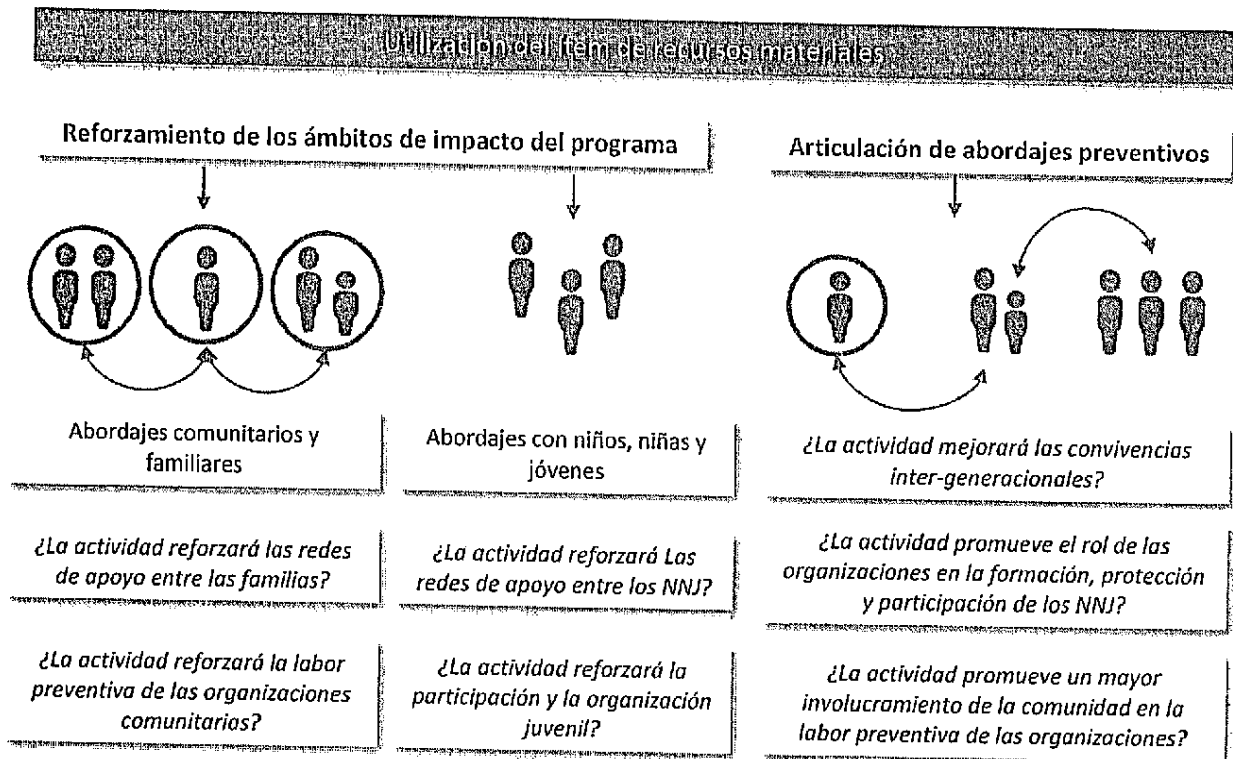 Utilización del ítem de recursos materiales
Reforzamiento de los ámbitos de impacto del programa
Articulación de abordajes preventivos
Abordajes comunitarios y
familiares
Abordajes con niños, niñas y
jóvenes
¿La actividad mejorará las convivencias
inter-generacionales?
¿La actividad reforzará las redes
de apoyo entre las familias?
¿La actividad reforzará Las
redes de apoyo entre los NNJ?
¿La actividad promueve el rol de las
organizaciones en la formación, protección
y participación de los NNJ?
¿La actividad reforzará la labor
preventiva de las organizaciones
comunitarias?
¿La actividad reforzará la
participación y la organización
juvenil?
¿La actividad promueve un mayor
involucramiento de la comunidad en la
labor preventiva de las organizaciones?